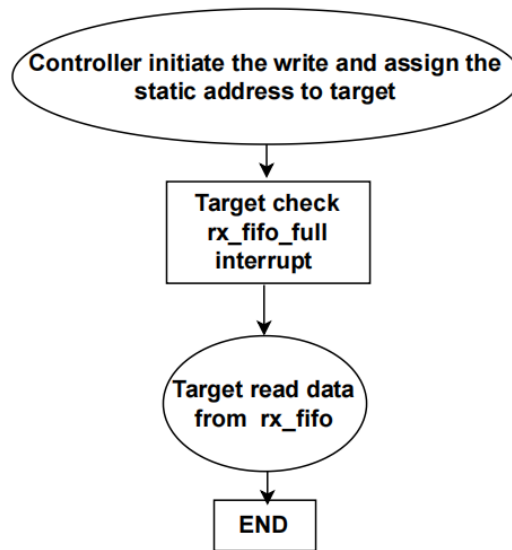 Controller initiate the write and assign the
static address to target
Target check
rx_fifo_full
interrupt
Target read data
from rx_fifo
END